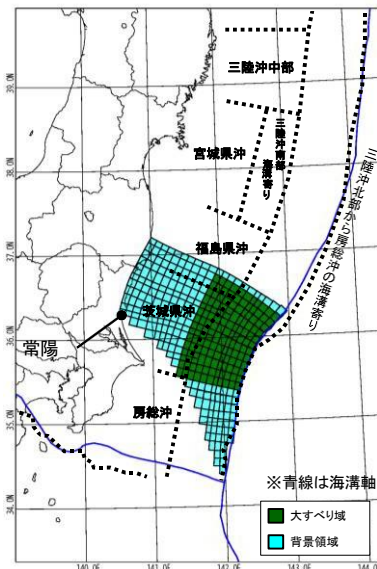 39.0N
38.0N
37.0N
36.0N
35.0N
34.0N
三陸沖中部
三陸沖南部
海溝寄り
宮城県沖
三陸沖北部から房総沖の海溝寄り
福島県沖
茨城県沖
常陽
房総沖
※青線は海溝軸
大すべり域
背景領域
140.0E
141.0E
142.0E
143.0E
144.0